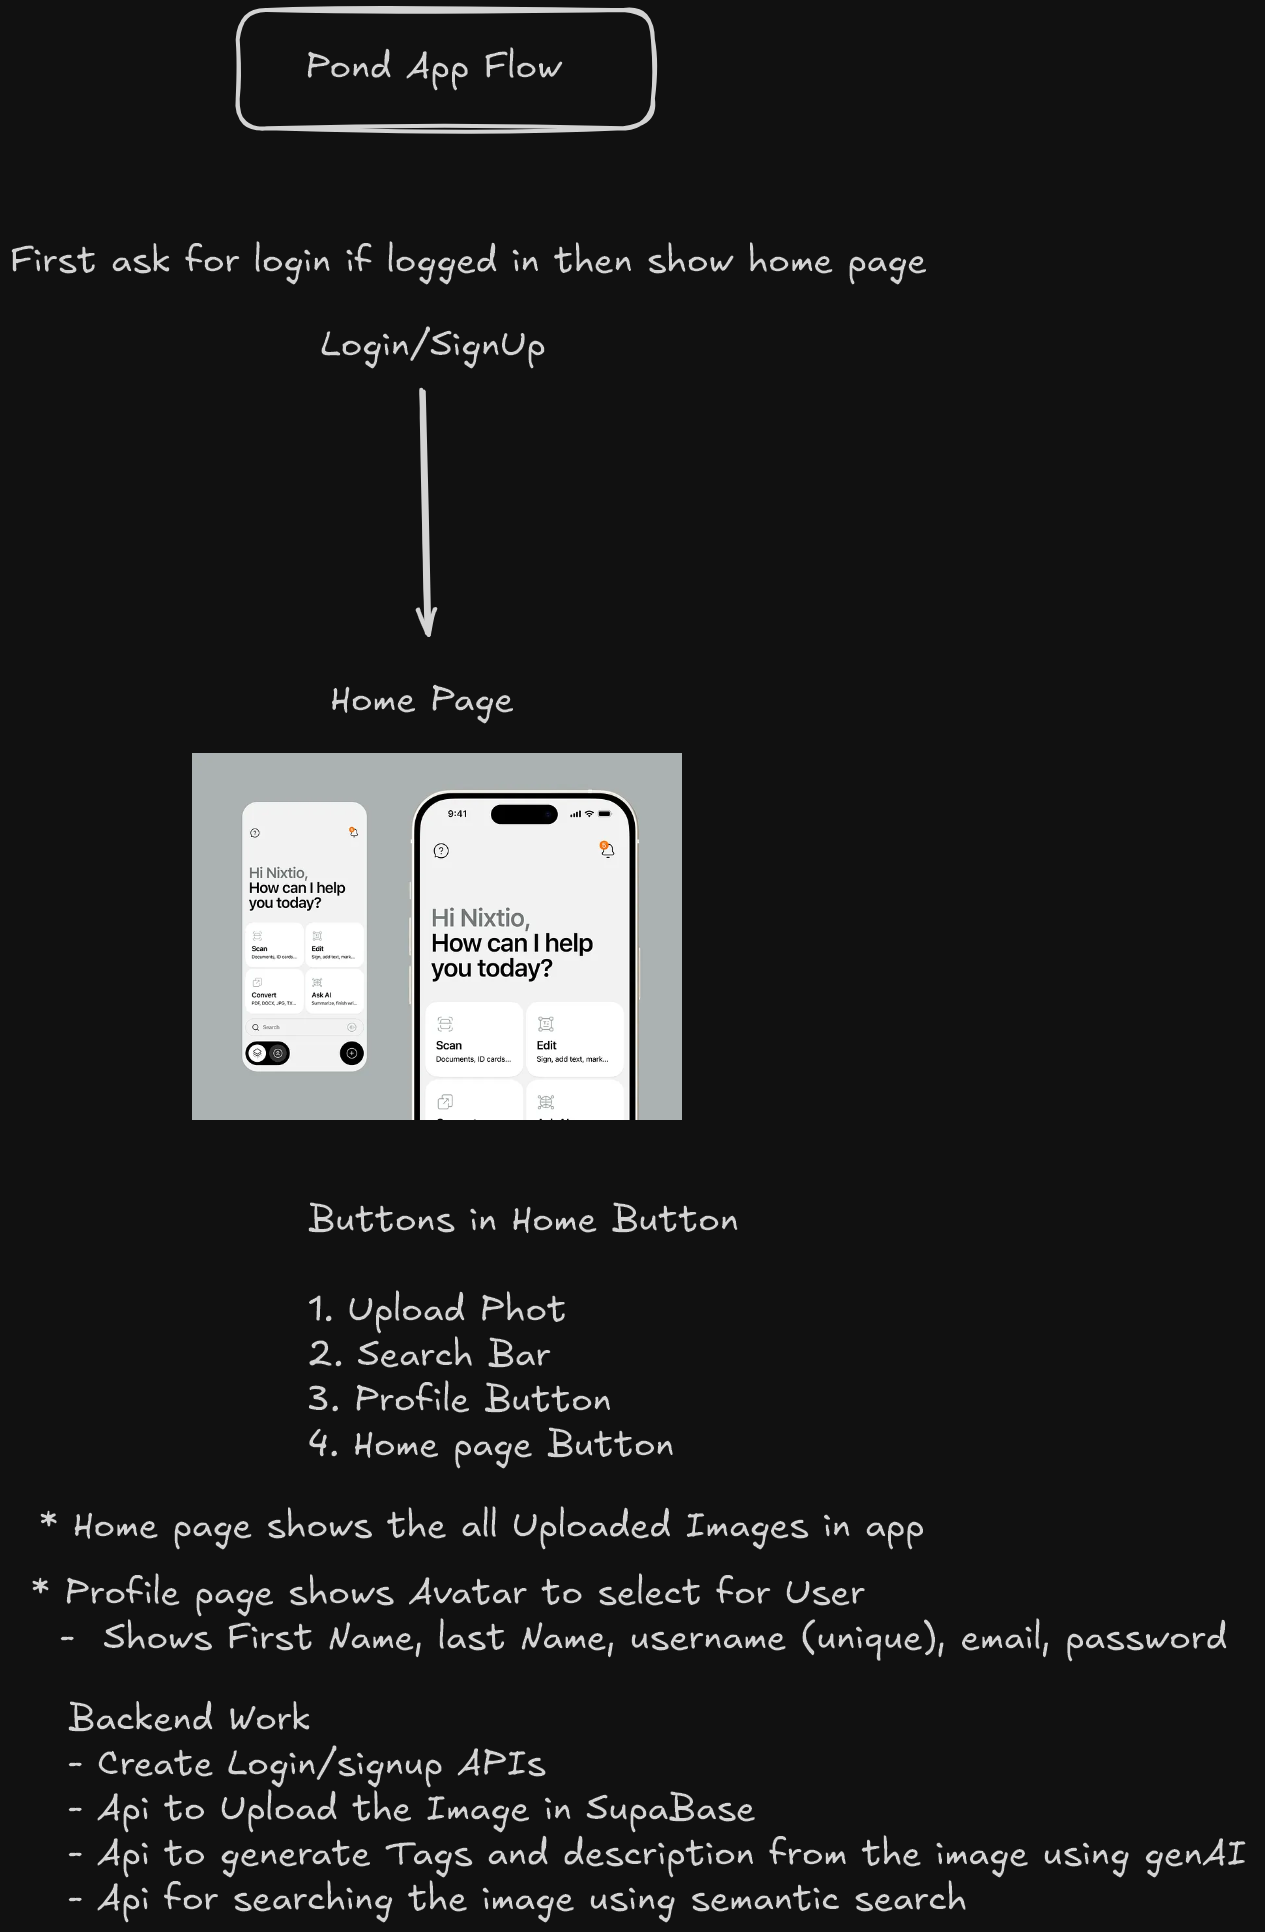 Pond App Flow
First ask for login if logged in then show home page
Login/SignUp
Home Page
Hi Nixtio,
How can I help
you today?
Scan
Documents, ID cards...
Edit
Sign, add text, mark...
Convert
PDF, DOCX, JPG, TX...
Ask AI
Summarize, finish wri...
Search
9:41
Hi Nixtio,
How can I help
you today?
Scan
Documents, ID cards...
Edit
Sign, add text, mark...
Buttons in Home Button
1. Upload Phot
2. Search Bar
3. Profile Button
4. Home page Button
* Home page shows the all Uploaded Images in app
* Profile page shows Avatar to select for User
- Shows First Name, last Name, username (unique), email, password
Backend Work
- Create Login/signup APIs
- Api to Upload the Image in SupaBase
- Api to generate Tags and description from the image using genAI
- Api for searching the image using semantic search